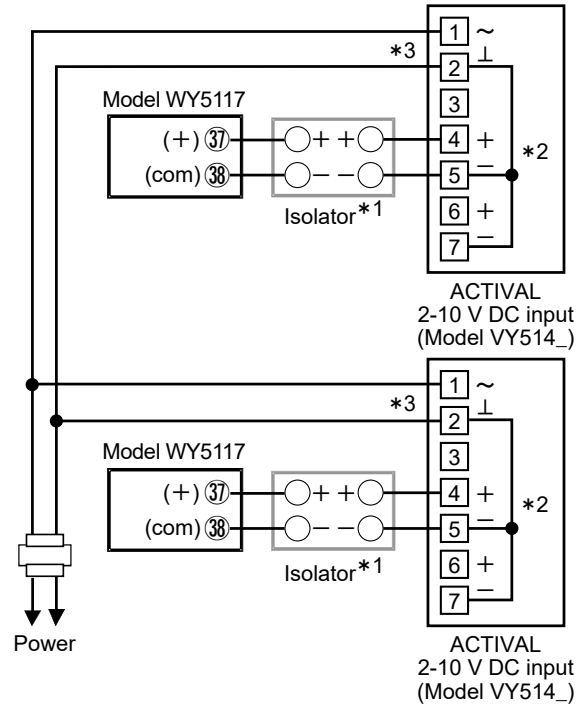 1 ~
*3
2 ⊥
Model WY5117
3
(+) ㊲ + + 4 +
*2
(com) ㊳ − − 5 −
Isolator*1
6 +
7 −
ACTIVAL
2-10 V DC input
(Model VY514_)
1 ~
*3
2 ⊥
Model WY5117
3
(+) ㊲ + + 4 +
*2
(com) ㊳ − − 5 −
Isolator*1
6 +
7 −
Power
ACTIVAL
2-10 V DC input
(Model VY514_)